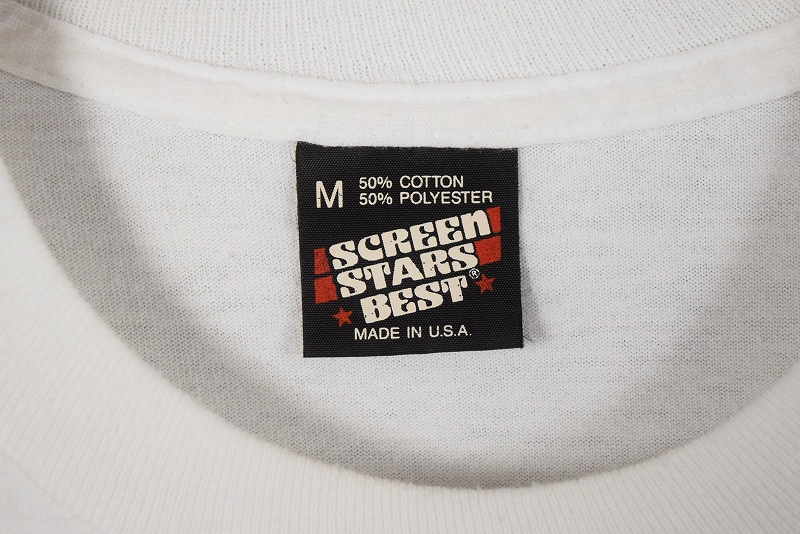 M 50% COTTON
50% POLYESTER
SCREEN
STARS
BEST®
MADE IN U.S.A.